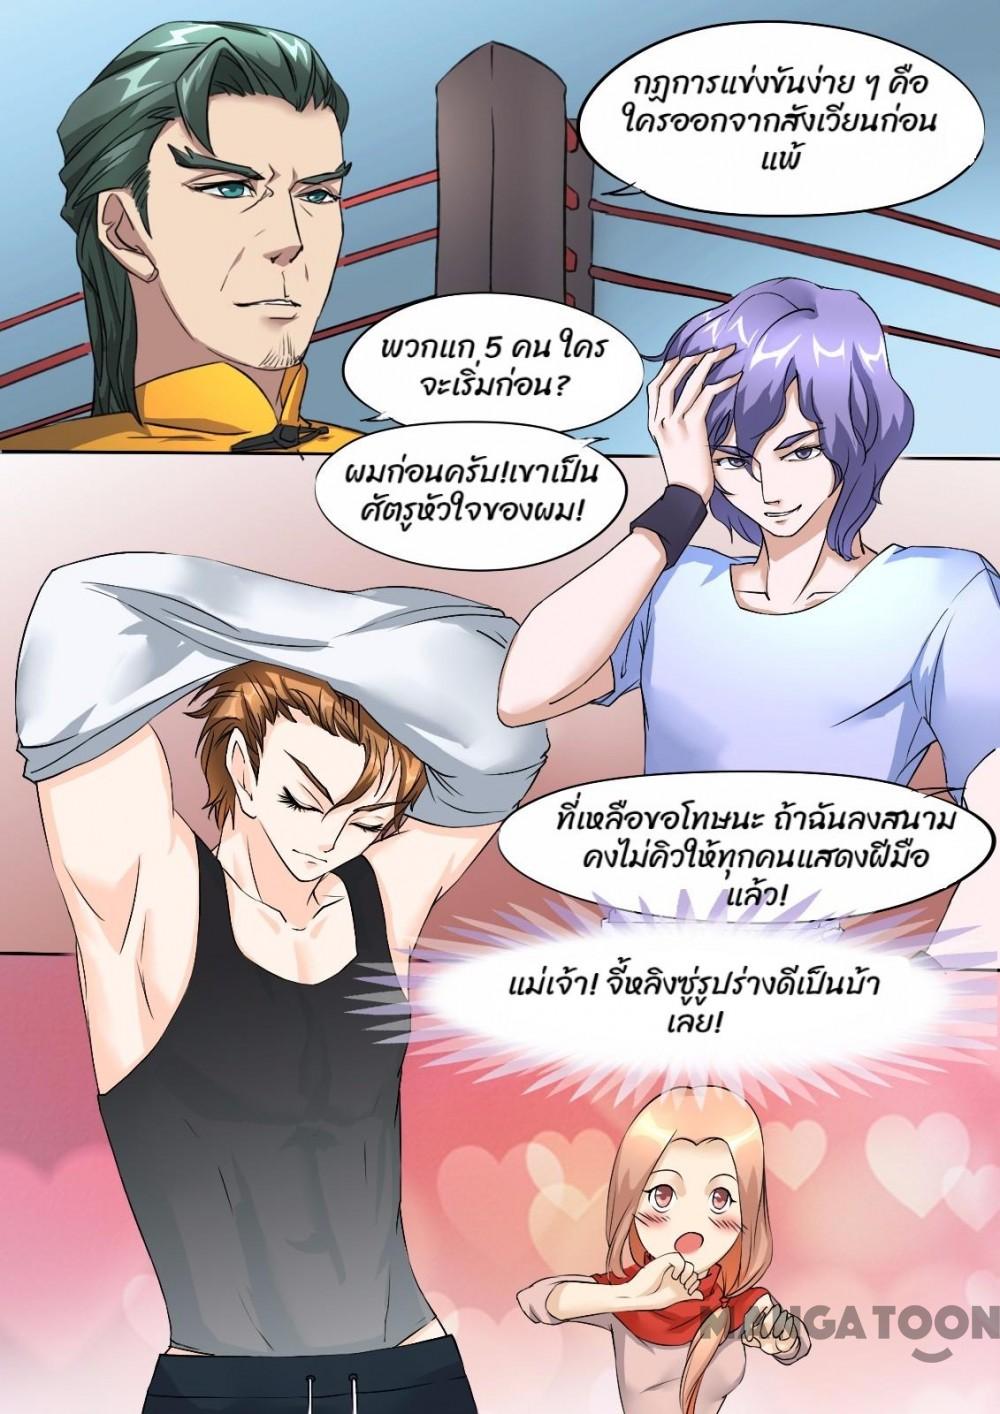 กฏการแข่งขันง่าย ๆ คือ
ใครออกจากสังเวียนก่อน
แพ้
พวกแก 5 คน ใคร
จะเริ่มก่อน?
ผมก่อนครับ!เขาเป็น
ศัตรูหัวใจของผม!
ที่เหลือขอโทษนะ ถ้าฉันลงสนาม
คงไม่คิวให้ทุกคนแสดงฝีมือ
แล้ว!
แม่เจ้า! จี้หลิงซู่รูปร่างดีเป็นบ้า
เลย!
MANGATOON